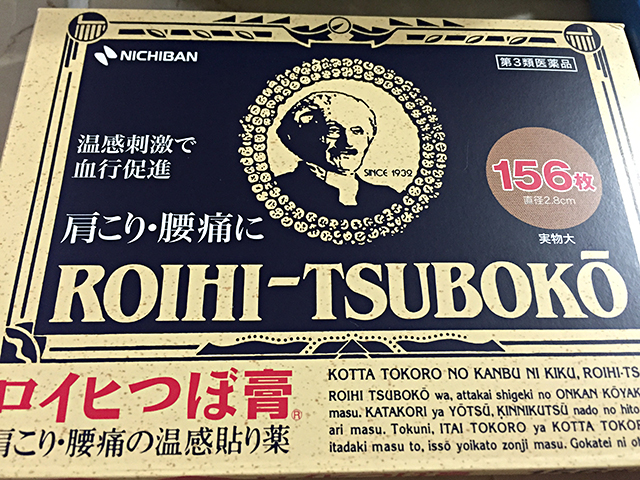 NICHIBAN
第3類医薬品
温感刺激で
血行促進
SINCE 1932
156枚
直径2.8cm
実物大
肩こり・腰痛に
ROIHI-TSUBOKŌ
ロイヒつぼ膏®
肩こり・腰痛の温感貼り薬
KOTTA TOKORO NO KANBU NI KIKU, ROIHI-TS
ROIHI TSUBOKŌ wa, attakai shigeki no ONKAN KŌYA
masu. KATAKORI ya YŌTSŪ, KINNIKUTSŪ nado no hito
ari masu. Tokuni, ITAI TOKORO ya KOTTA TOKOR
itadaki masu to, issō yoikato zonji masu. Gokatei ni oh